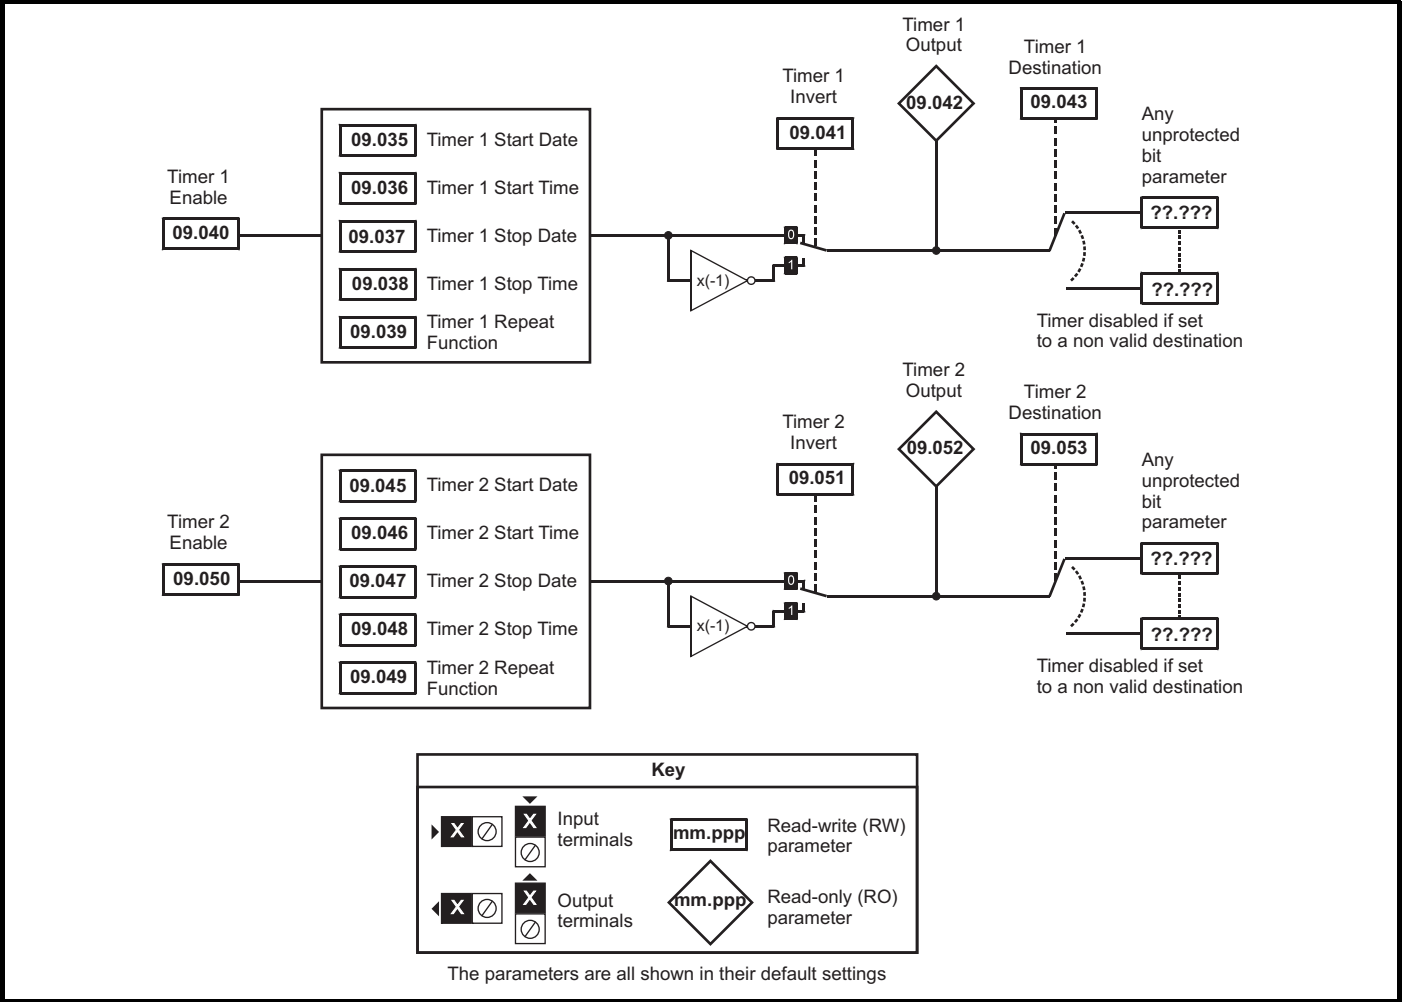 Timer 1
Enable
09.040
09.035 Timer 1 Start Date
09.036 Timer 1 Start Time
09.037 Timer 1 Stop Date
09.038 Timer 1 Stop Time
09.039 Timer 1 Repeat
Function
x(-1)
Timer 1
Invert
09.041
0
1
Timer 1
Output
09.042
Timer 1
Destination
09.043
Any
unprotected
bit
parameter
??.???
??.???
Timer disabled if set
to a non valid destination
Timer 2
Enable
09.050
09.045 Timer 2 Start Date
09.046 Timer 2 Start Time
09.047 Timer 2 Stop Date
09.048 Timer 2 Stop Time
09.049 Timer 2 Repeat
Function
x(-1)
Timer 2
Invert
09.051
0
1
Timer 2
Output
09.052
Timer 2
Destination
09.053
Any
unprotected
bit
parameter
??.???
??.???
Timer disabled if set
to a non valid destination
Key
X
X
Input
terminals
mm.ppp
Read-write (RW)
parameter
X
X
Output
terminals
mm.ppp
Read-only (RO)
parameter
The parameters are all shown in their default settings